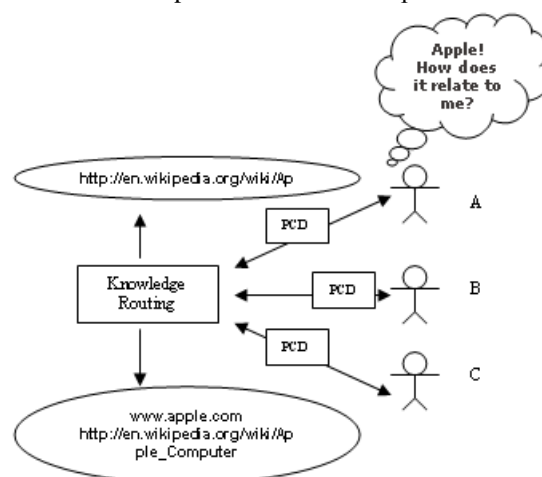 Apple!
How does
it relate to
me?
http://en.wikipedia.org/wiki/Ap
A
PCD
Knowledge
Routing
PCD
B
PCD
C
www.apple.com
http://en.wikipedia.org/wiki/Ap
ple_Computer